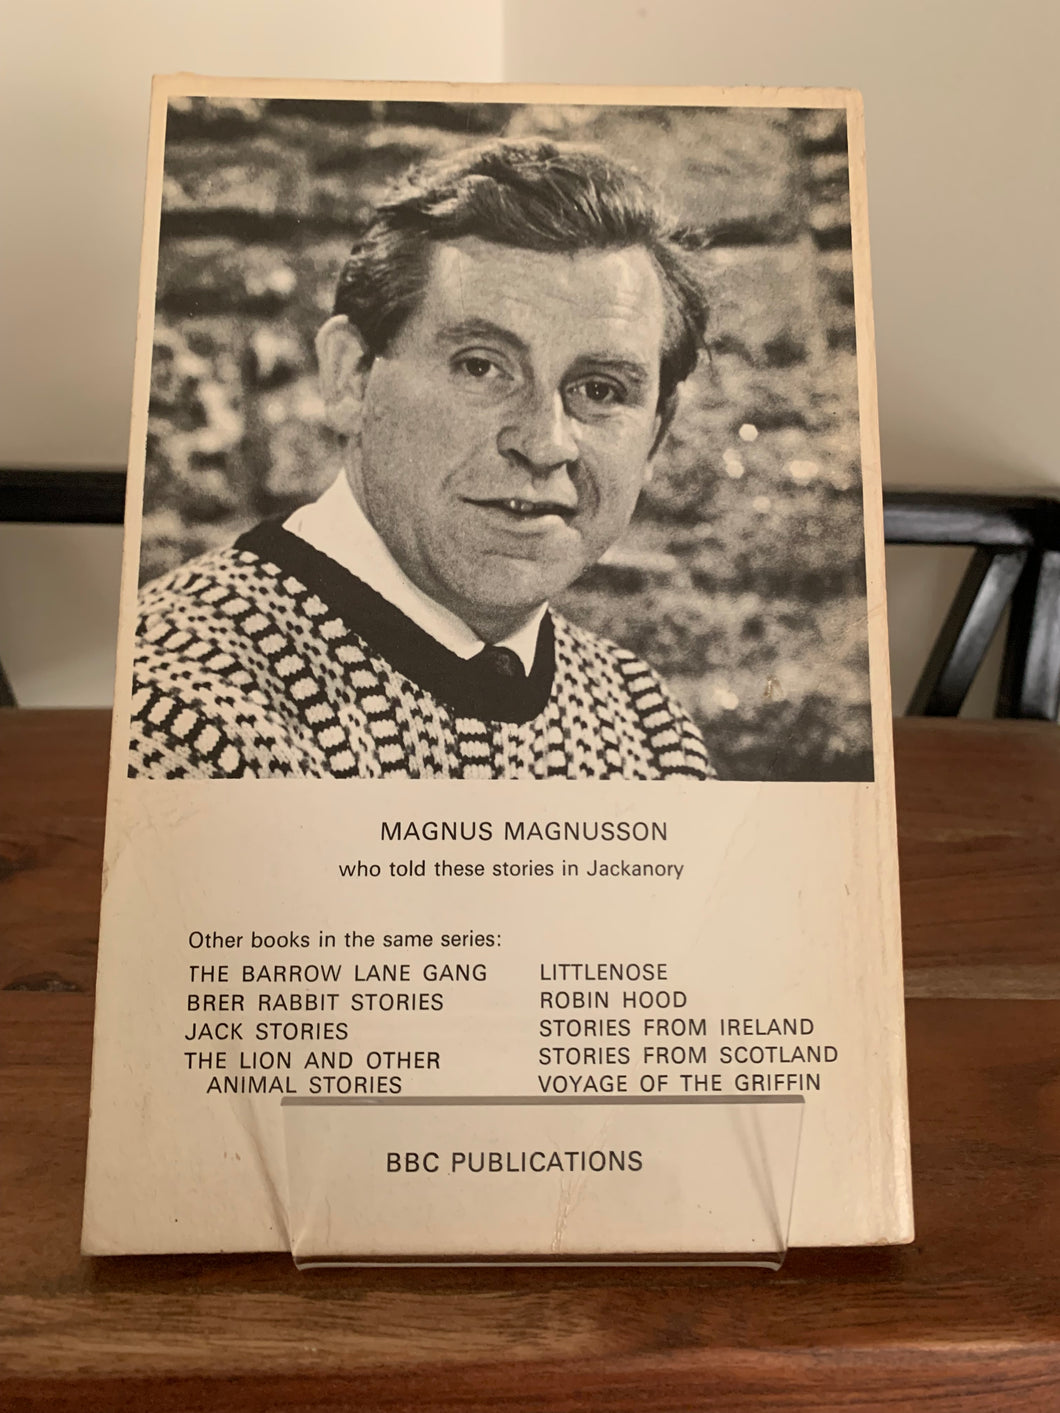 MAGNUS MAGNUSSON
who told these stories in Jackanory
Other books in the same series:
THE BARROW LANE GANG
BRER RABBIT STORIES
JACK STORIES
THE LION AND OTHER
ANIMAL STORIES
LITTLENOSE
ROBIN HOOD
STORIES FROM IRELAND
STORIES FROM SCOTLAND
VOYAGE OF THE GRIFFIN
BBC PUBLICATIONS